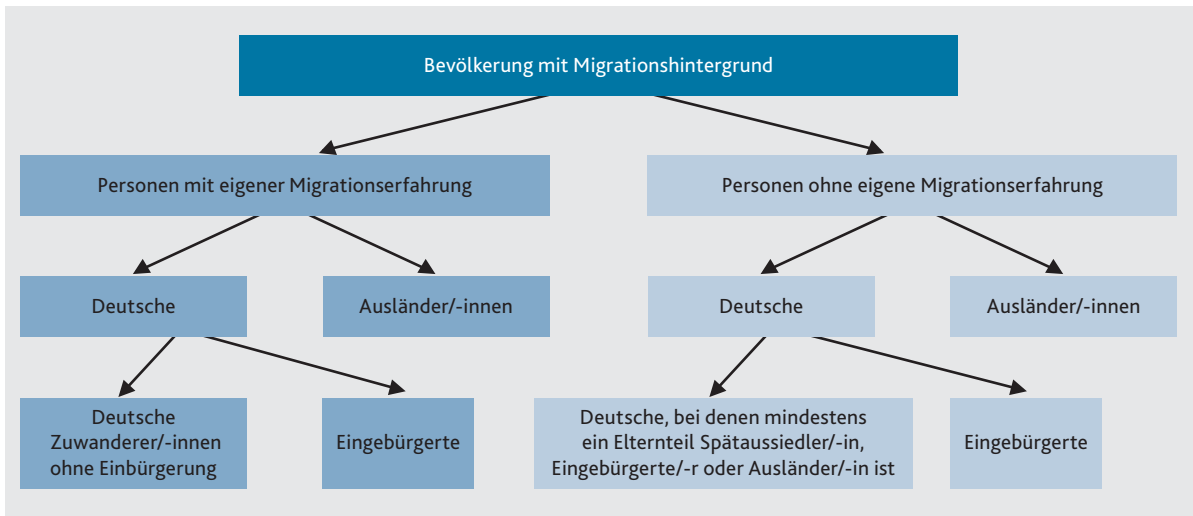 Bevölkerung mit Migrationshintergrund
Personen mit eigener Migrationserfahrung
Personen ohne eigene Migrationserfahrung
Deutsche
Ausländer/-innen
Deutsche
Ausländer/-innen
Deutsche
Zuwanderer/-innen
ohne Einbürgerung
Eingebürgerte
Deutsche, bei denen mindestens
ein Elternteil Spätaussiedler/-in,
Eingebürgerte/-r oder Ausländer/-in ist
Eingebürgerte